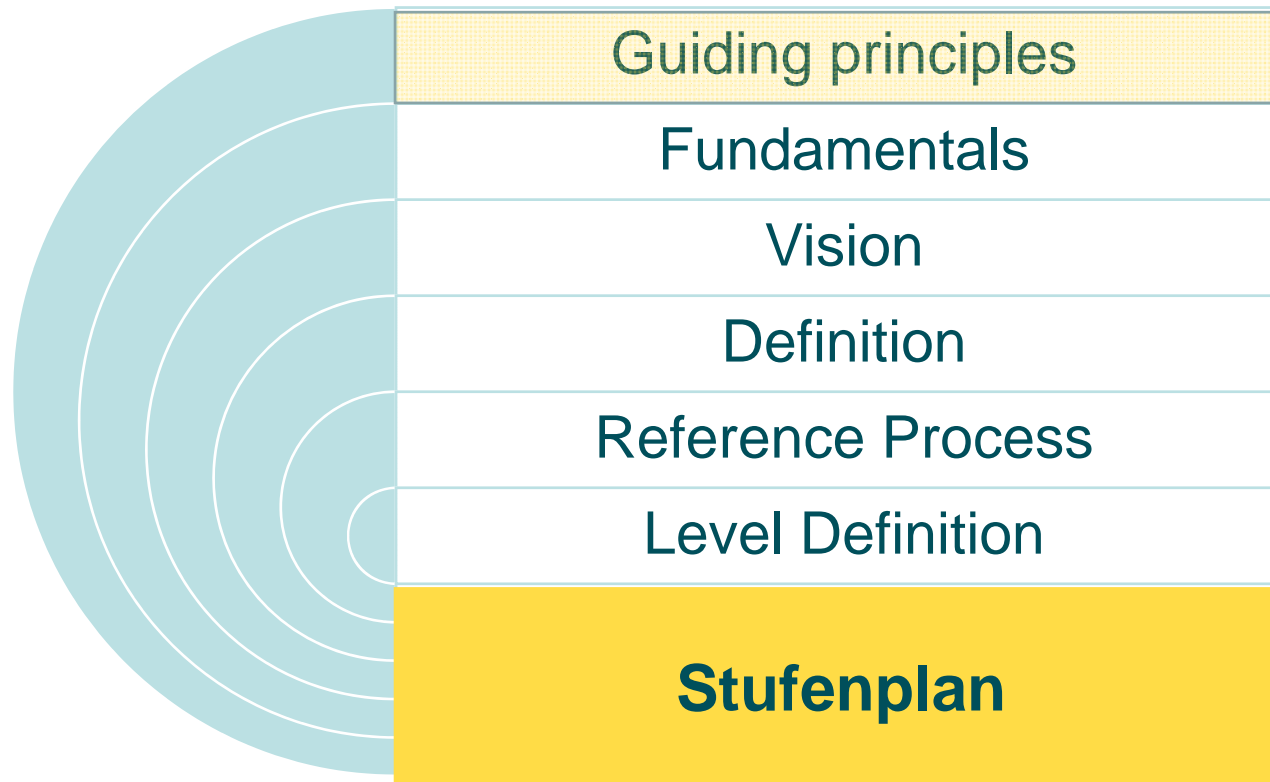 Guiding principles
Fundamentals
Vision
Definition
Reference Process
Level Definition
Stufenplan